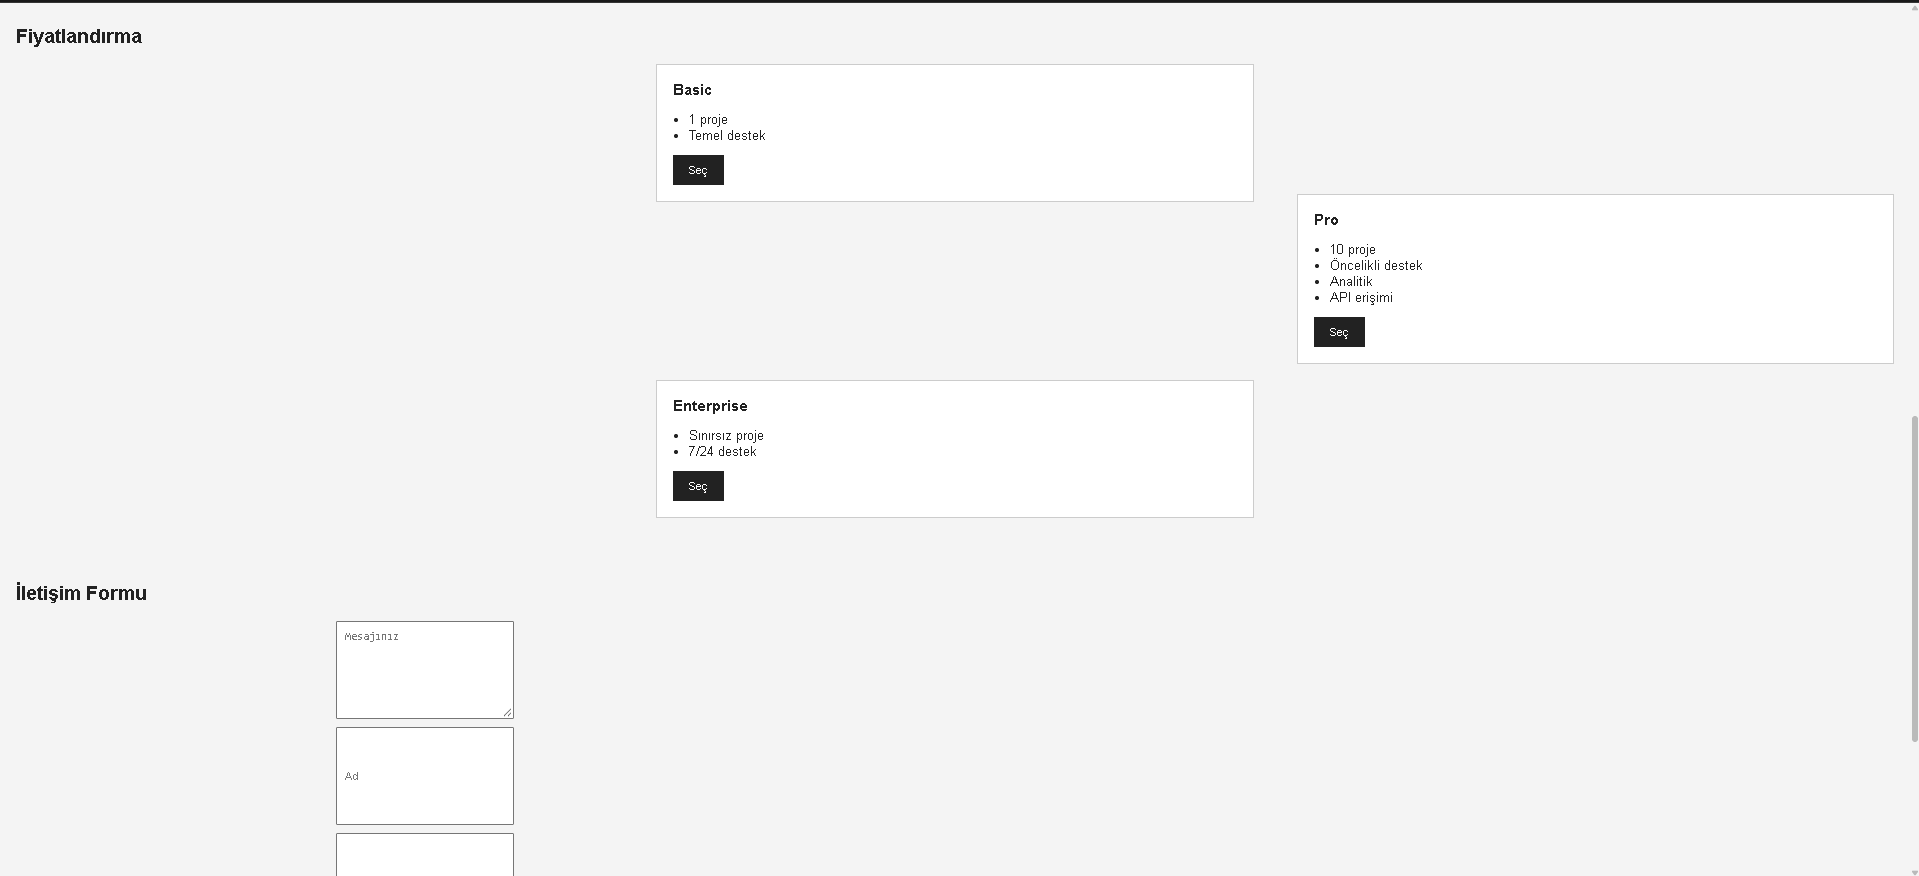 Fiyatlandırma
Basic
1 proje
Temel destek
Seç
Pro
10 proje
Öncelikli destek
Analitik
API erişimi
Seç
Enterprise
Sınırsız proje
7/24 destek
Seç
İletişim Formu
Mesajınız
Ad